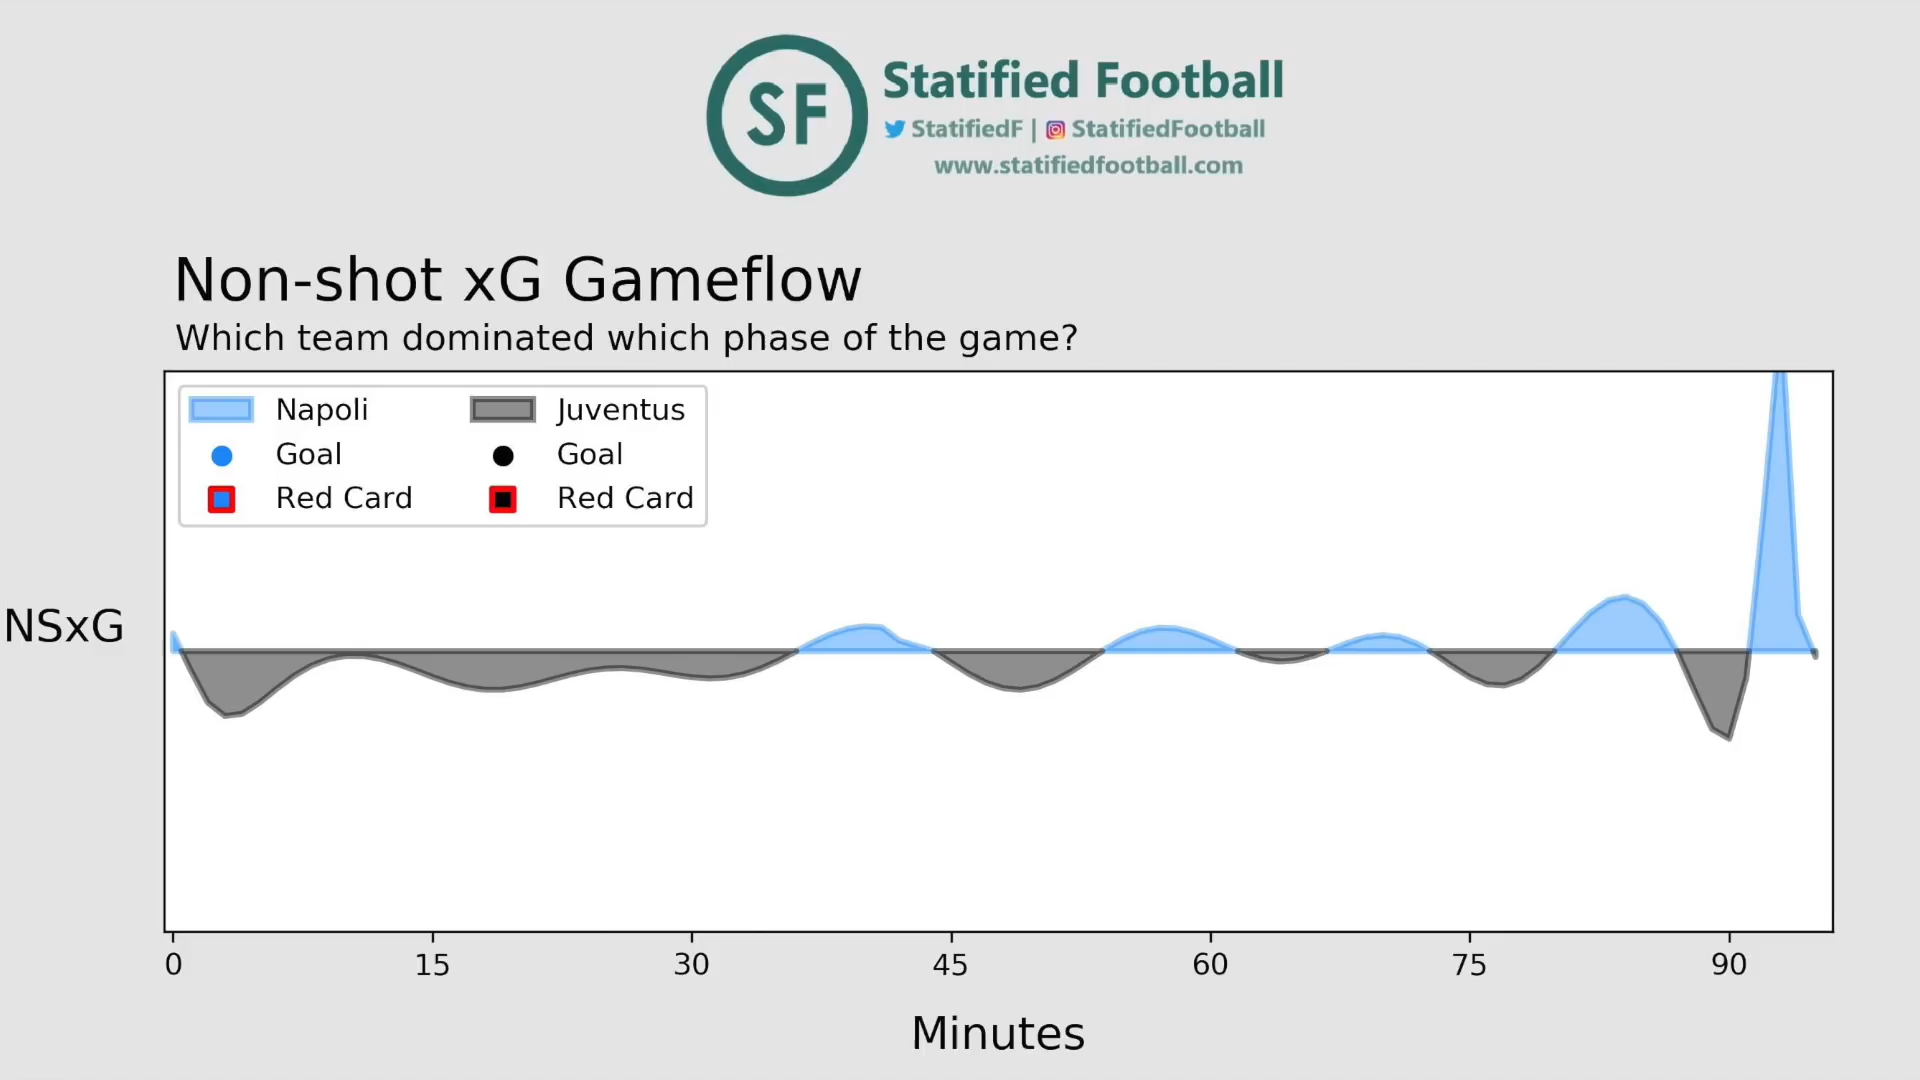 SF
Statified Football
StatifiedF | StatifiedFootball
www.statifiedfootball.com
Non-shot xG Gameflow
Which team dominated which phase of the game?
Napoli Juventus
Goal Goal
Red Card Red Card
NSxG
0 15 30 45 60 75 90
Minutes